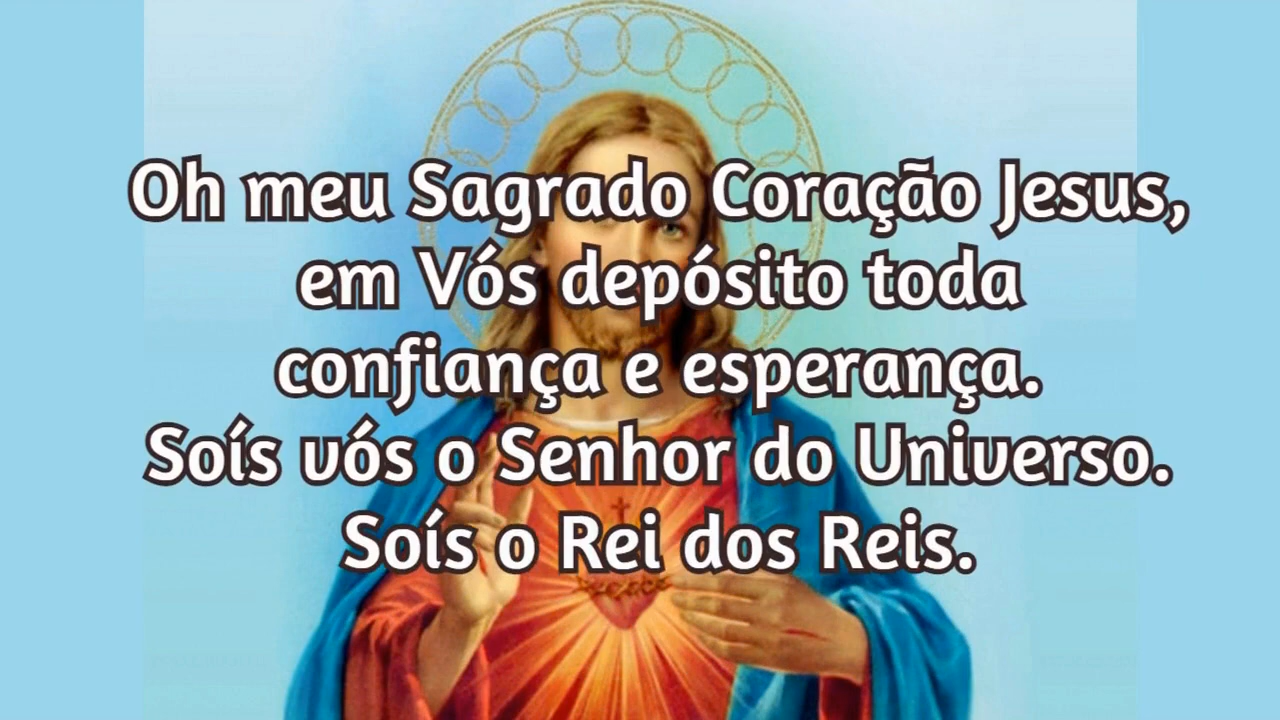 Oh meu Sagrado Coração Jesus,
em Vós depósito toda
confiança e esperança.
Soís vós o Senhor do Universo.
Soís o Rei dos Reis.